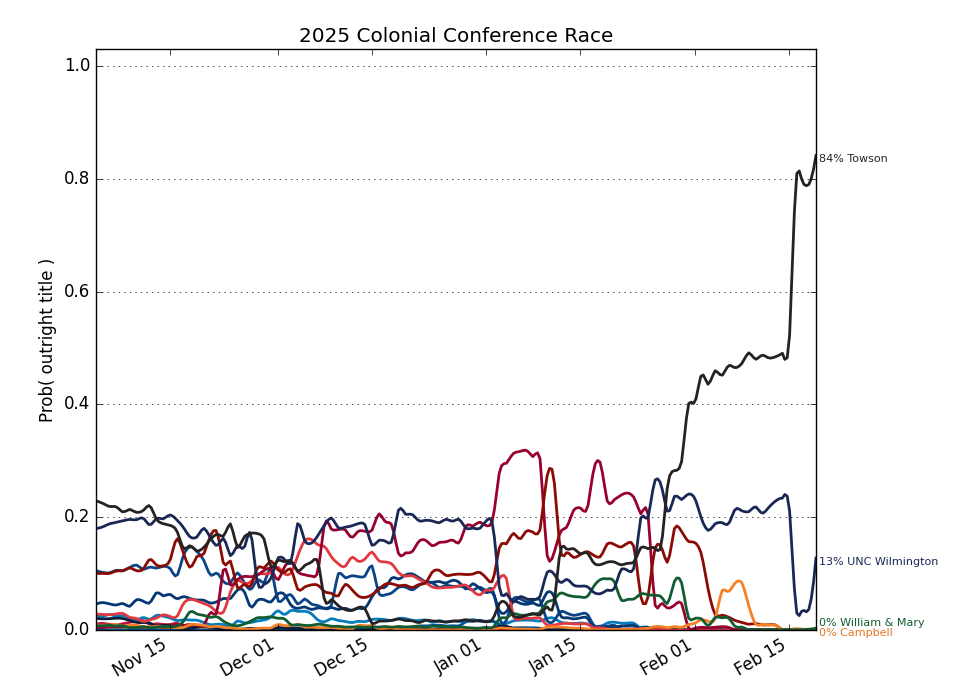 2025 Colonial Conference Race
Prob( outright title )
1.0
0.8
0.6
0.4
0.2
0.0
84% Towson
13% UNC Wilmington
0% William & Mary
0% Campbell
Nov 15
Dec 01
Dec 15
Jan 01
Jan 15
Feb 01
Feb 15